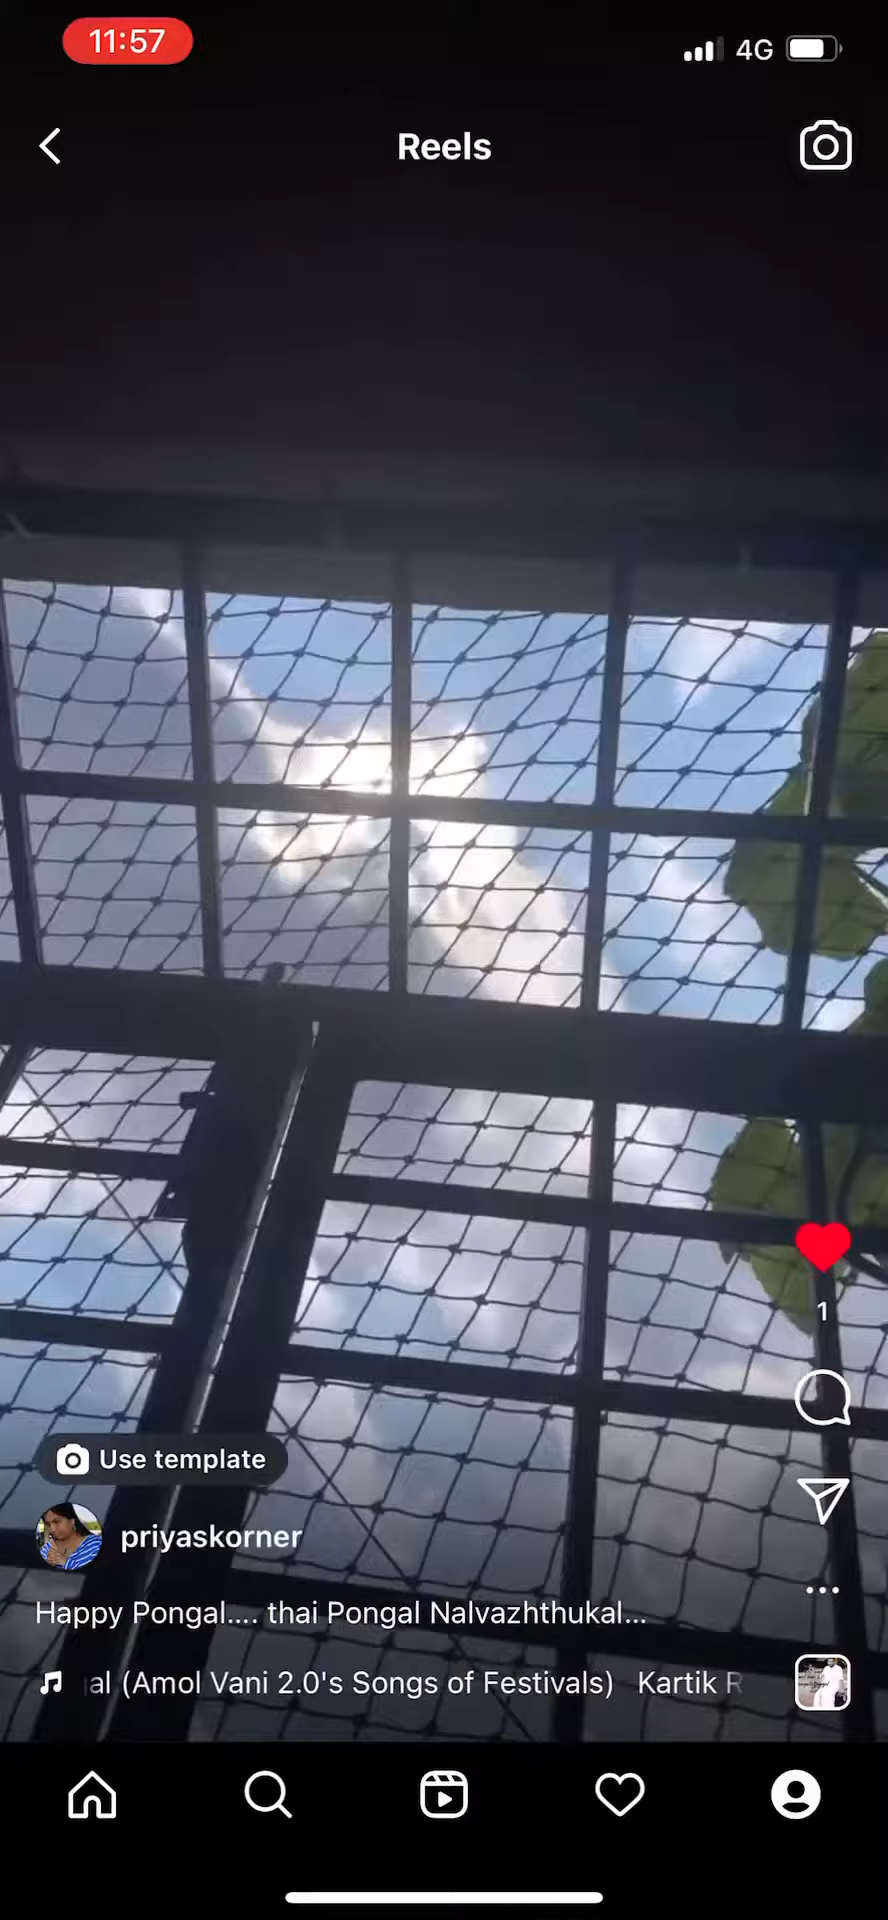 11:57
4G
Reels
1
Use template
priyaskorner
Happy Pongal.... thai Pongal Nalvazhthukal...
al (Amol Vani 2.0's Songs of Festivals) Kartik R